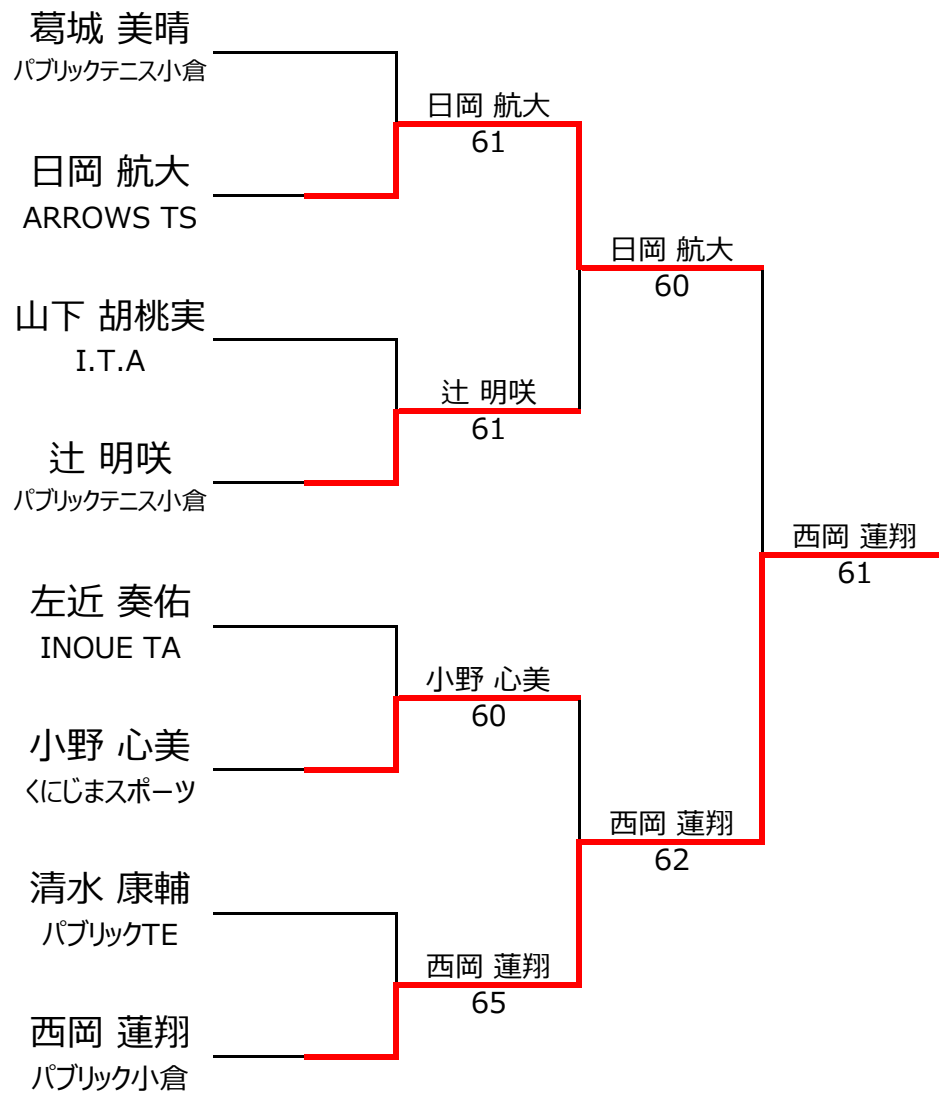 葛城 美晴
パブリックテニス小倉
日岡 航大
61
日岡 航大
ARROWS TS
日岡 航大
60
山下 胡桃実
I.T.A
辻 明咲
61
辻 明咲
パブリックテニス小倉
西岡 蓮翔
61
左近 奏佑
INOUE TA
小野 心美
60
小野 心美
くにじまスポーツ
西岡 蓮翔
62
清水 康輔
パブリックTE
西岡 蓮翔
65
西岡 蓮翔
パブリック小倉